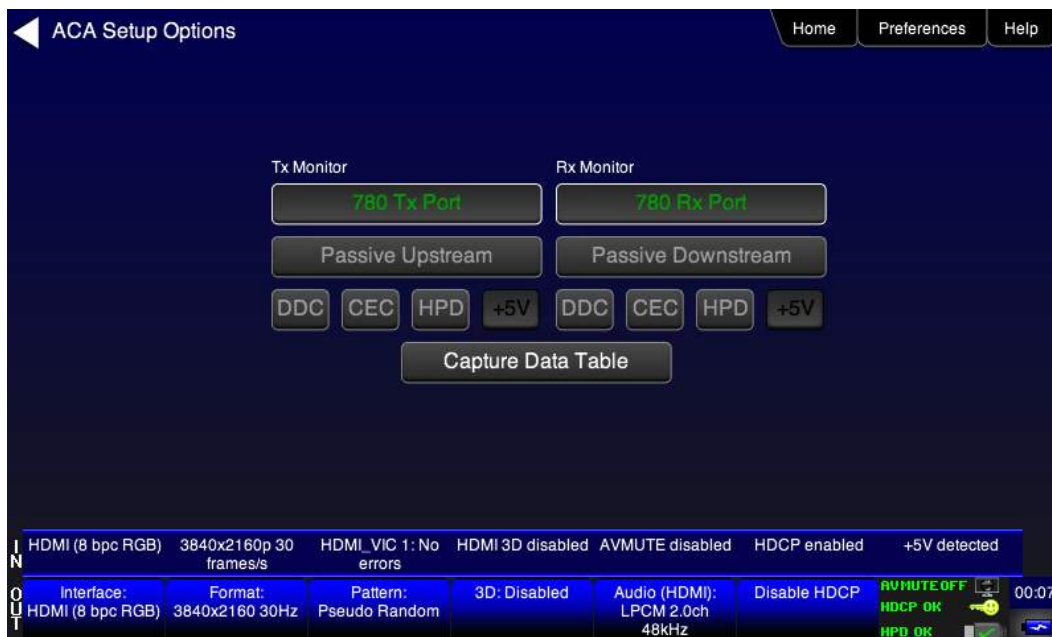 ACA Setup Options
Home
Preferences
Help
Tx Monitor
Rx Monitor
780 Tx Port
780 Rx Port
Passive Upstream
Passive Downstream
DDC CEC HPD +5V DDC CEC HPD +5V
Capture Data Table
IN
HDMI (8 bpc RGB)
3840x2160p 30
frames/s
HDMI_VIC 1: No
errors
HDMI 3D disabled
AVMUTE disabled
HDCP enabled
+5V detected
OUT
Interface:
HDMI (8 bpc RGB)
Format:
3840x2160 30Hz
Pattern:
Pseudo Random
3D: Disabled
Audio (HDMI):
LPCM 2.0ch
48kHz
Disable HDCP
AVMUTE OFF
HDCP OK
HPD OK
00:07